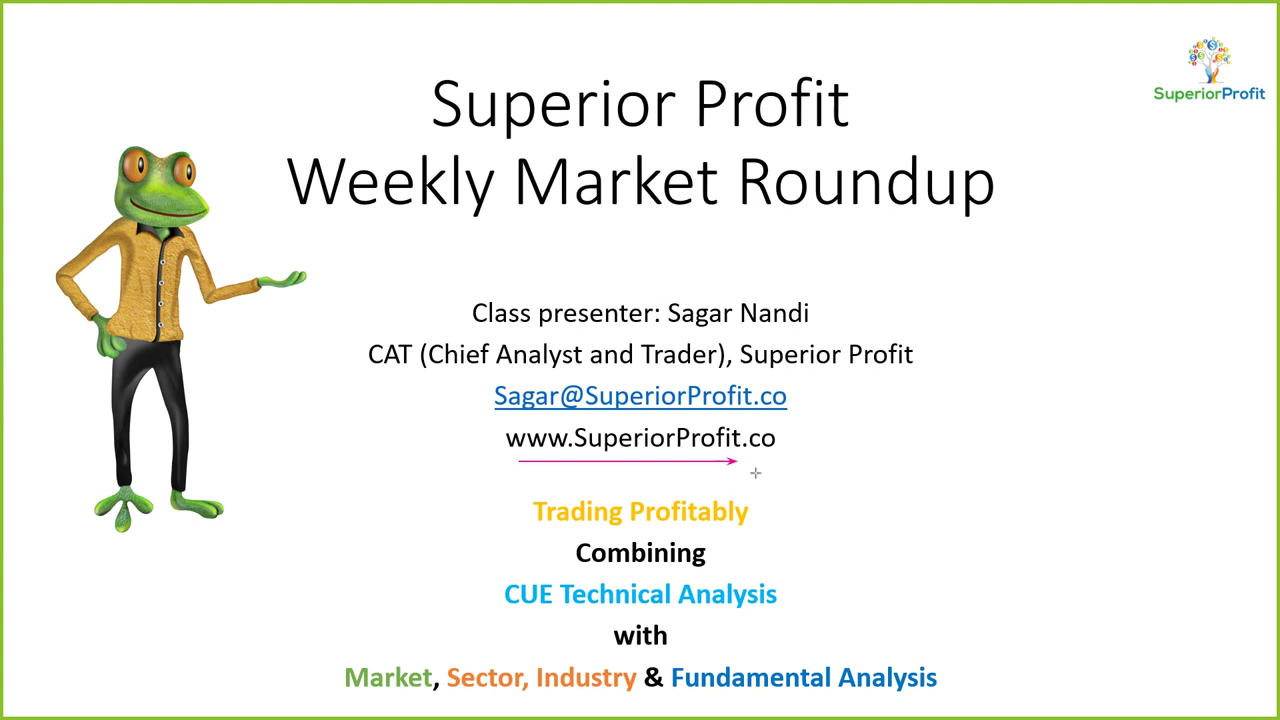 SuperiorProfit
Superior Profit
Weekly Market Roundup
Class presenter: Sagar Nandi
CAT (Chief Analyst and Trader), Superior Profit
Sagar@SuperiorProfit.co
www.SuperiorProfit.co
Trading Profitably
Combining
CUE Technical Analysis
with
Market, Sector, Industry & Fundamental Analysis